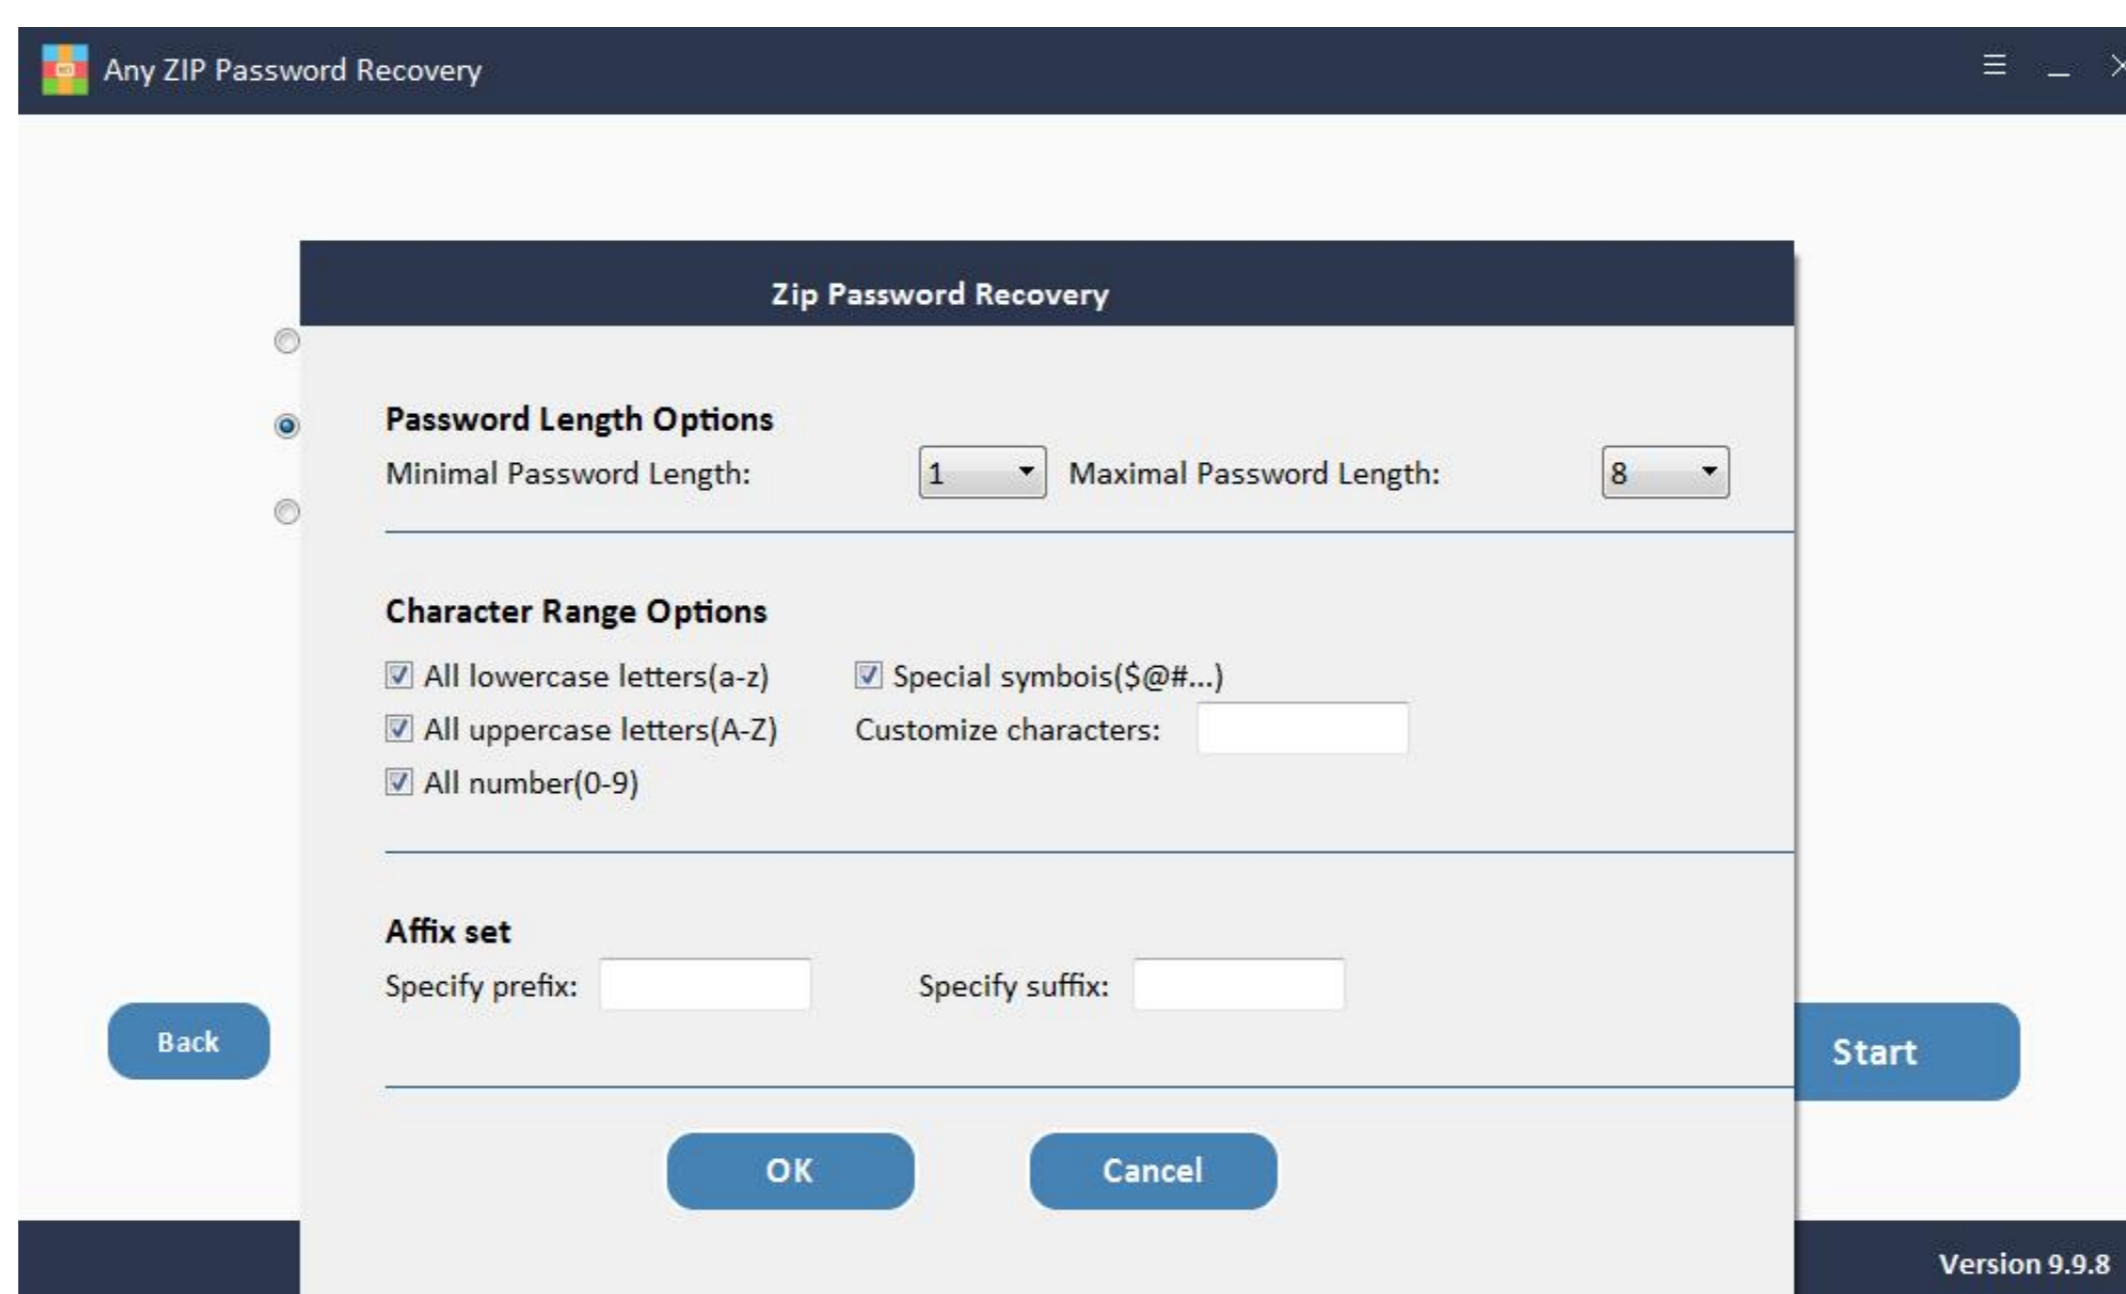 Any ZIP Password Recovery
Zip Password Recovery
Password Length Options
Minimal Password Length: 1 Maximal Password Length: 8
Character Range Options
All lowercase letters(a-z) Special symbois($@#...)
All uppercase letters(A-Z) Customize characters:
All number(0-9)
Affix set
Specify prefix: Specify suffix:
Back
Start
OK Cancel
Version 9.9.8